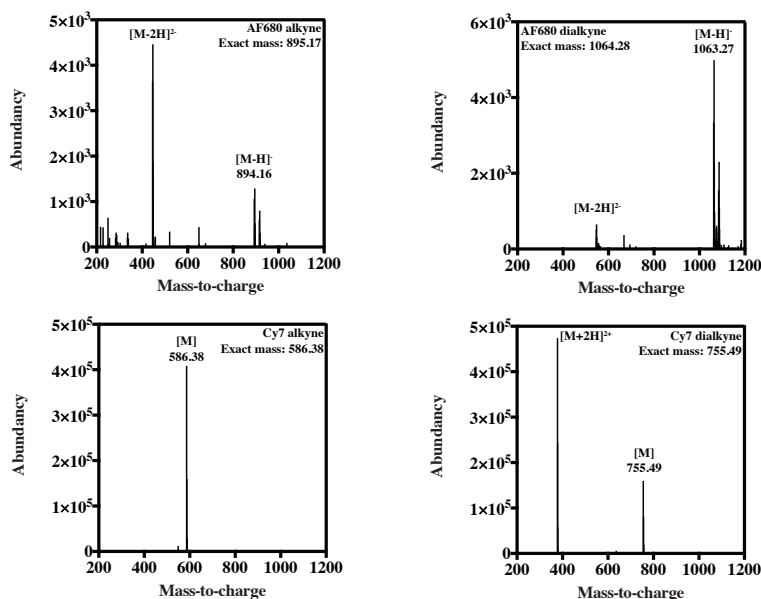 5×10³
4×10³
3×10³
2×10³
1×10³
0
200 400 600 800 1000 1200
Abundancy
Mass-to-charge
AF680 alkyne
Exact mass: 895.17
[M-2H]²⁻
[M-H]⁻
894.16
6×10³
4×10³
2×10³
0
200 400 600 800 1000 1200
Abundancy
Mass-to-charge
AF680 dialkyne
Exact mass: 1064.28
[M-H]⁻
1063.27
[M-2H]²⁻
5×10⁵
4×10⁵
3×10⁵
2×10⁵
1×10⁵
0
200 400 600 800 1000 1200
Abundancy
Mass-to-charge
Cy7 alkyne
Exact mass: 586.38
[M]
586.38
5×10⁵
4×10⁵
3×10⁵
2×10⁵
1×10⁵
0
200 400 600 800 1000 1200
Abundancy
Mass-to-charge
[M+2H]²⁺
Cy7 dialkyne
Exact mass: 755.49
[M]
755.49